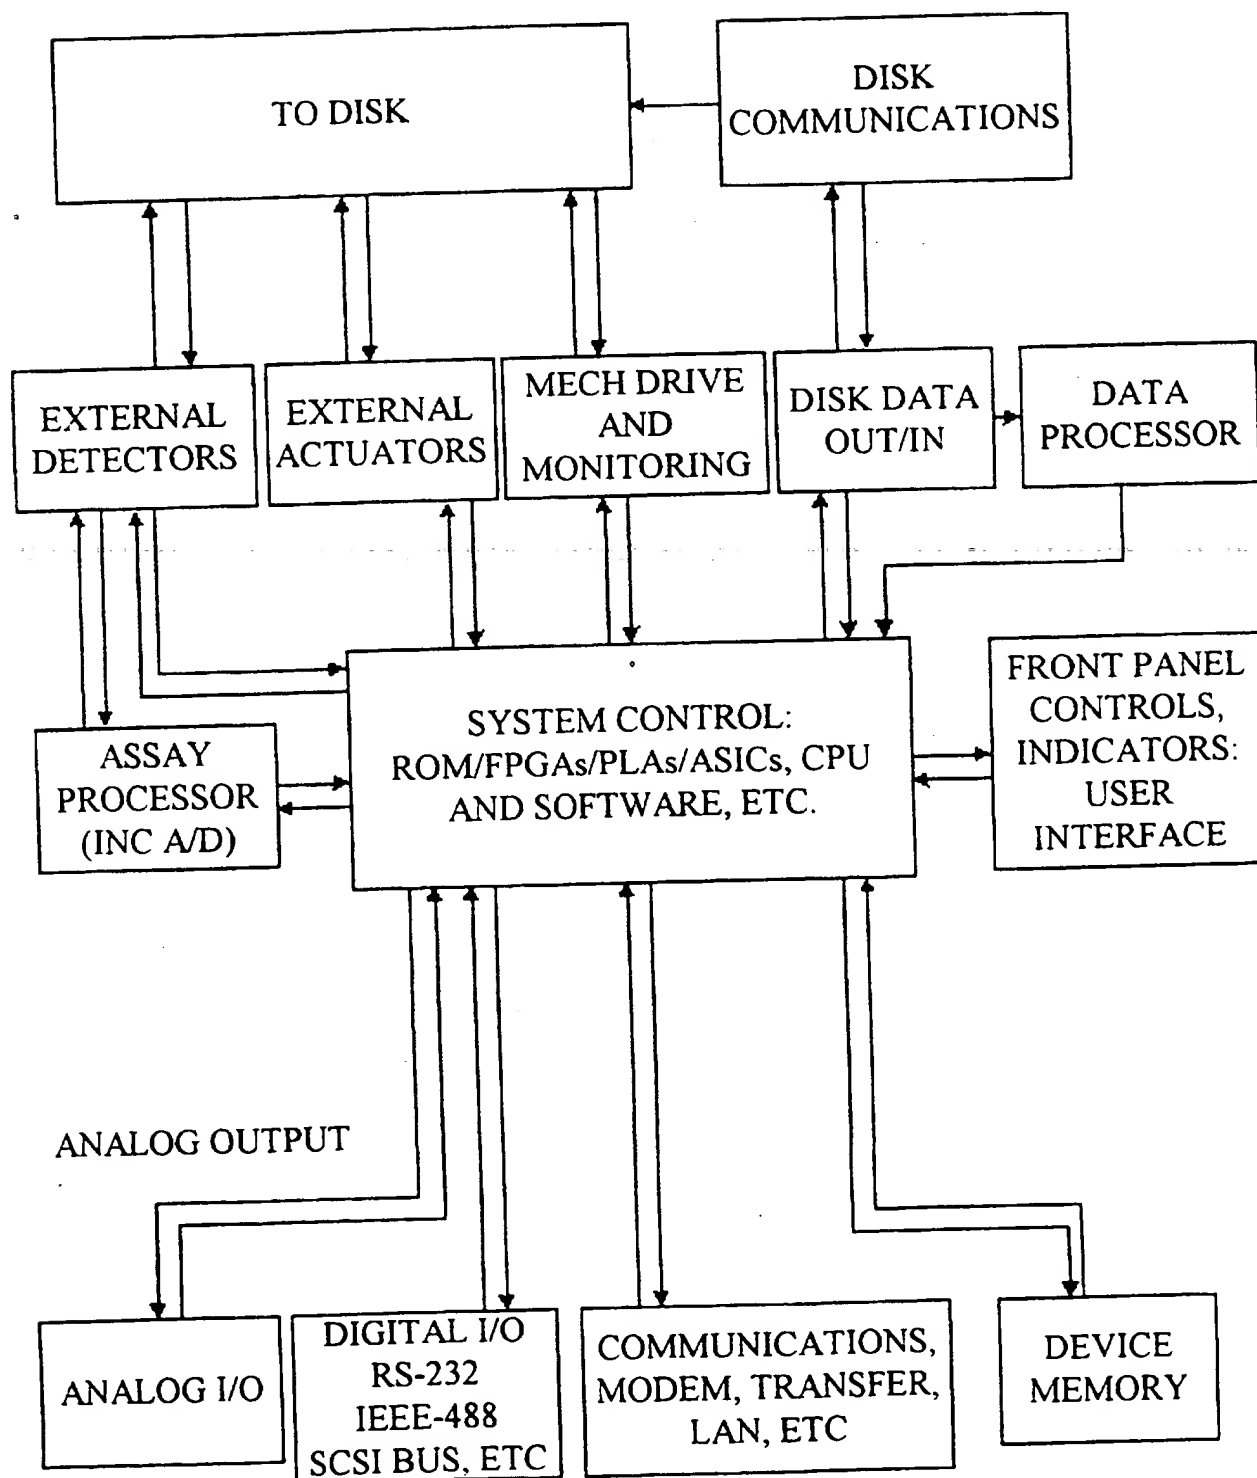 TO DISK
DISK
COMMUNICATIONS
EXTERNAL
DETECTORS
EXTERNAL
ACTUATORS
MECH DRIVE
AND
MONITORING
DISK DATA
OUT/IN
DATA
PROCESSOR
ASSAY
PROCESSOR
(INC A/D)
SYSTEM CONTROL:
ROM/FPGAs/PLAs/ASICs, CPU
AND SOFTWARE, ETC.
FRONT PANEL
CONTROLS,
INDICATORS:
USER
INTERFACE
ANALOG OUTPUT
ANALOG I/O
DIGITAL I/O
RS-232
IEEE-488
SCSI BUS, ETC
COMMUNICATIONS,
MODEM, TRANSFER,
LAN, ETC
DEVICE
MEMORY